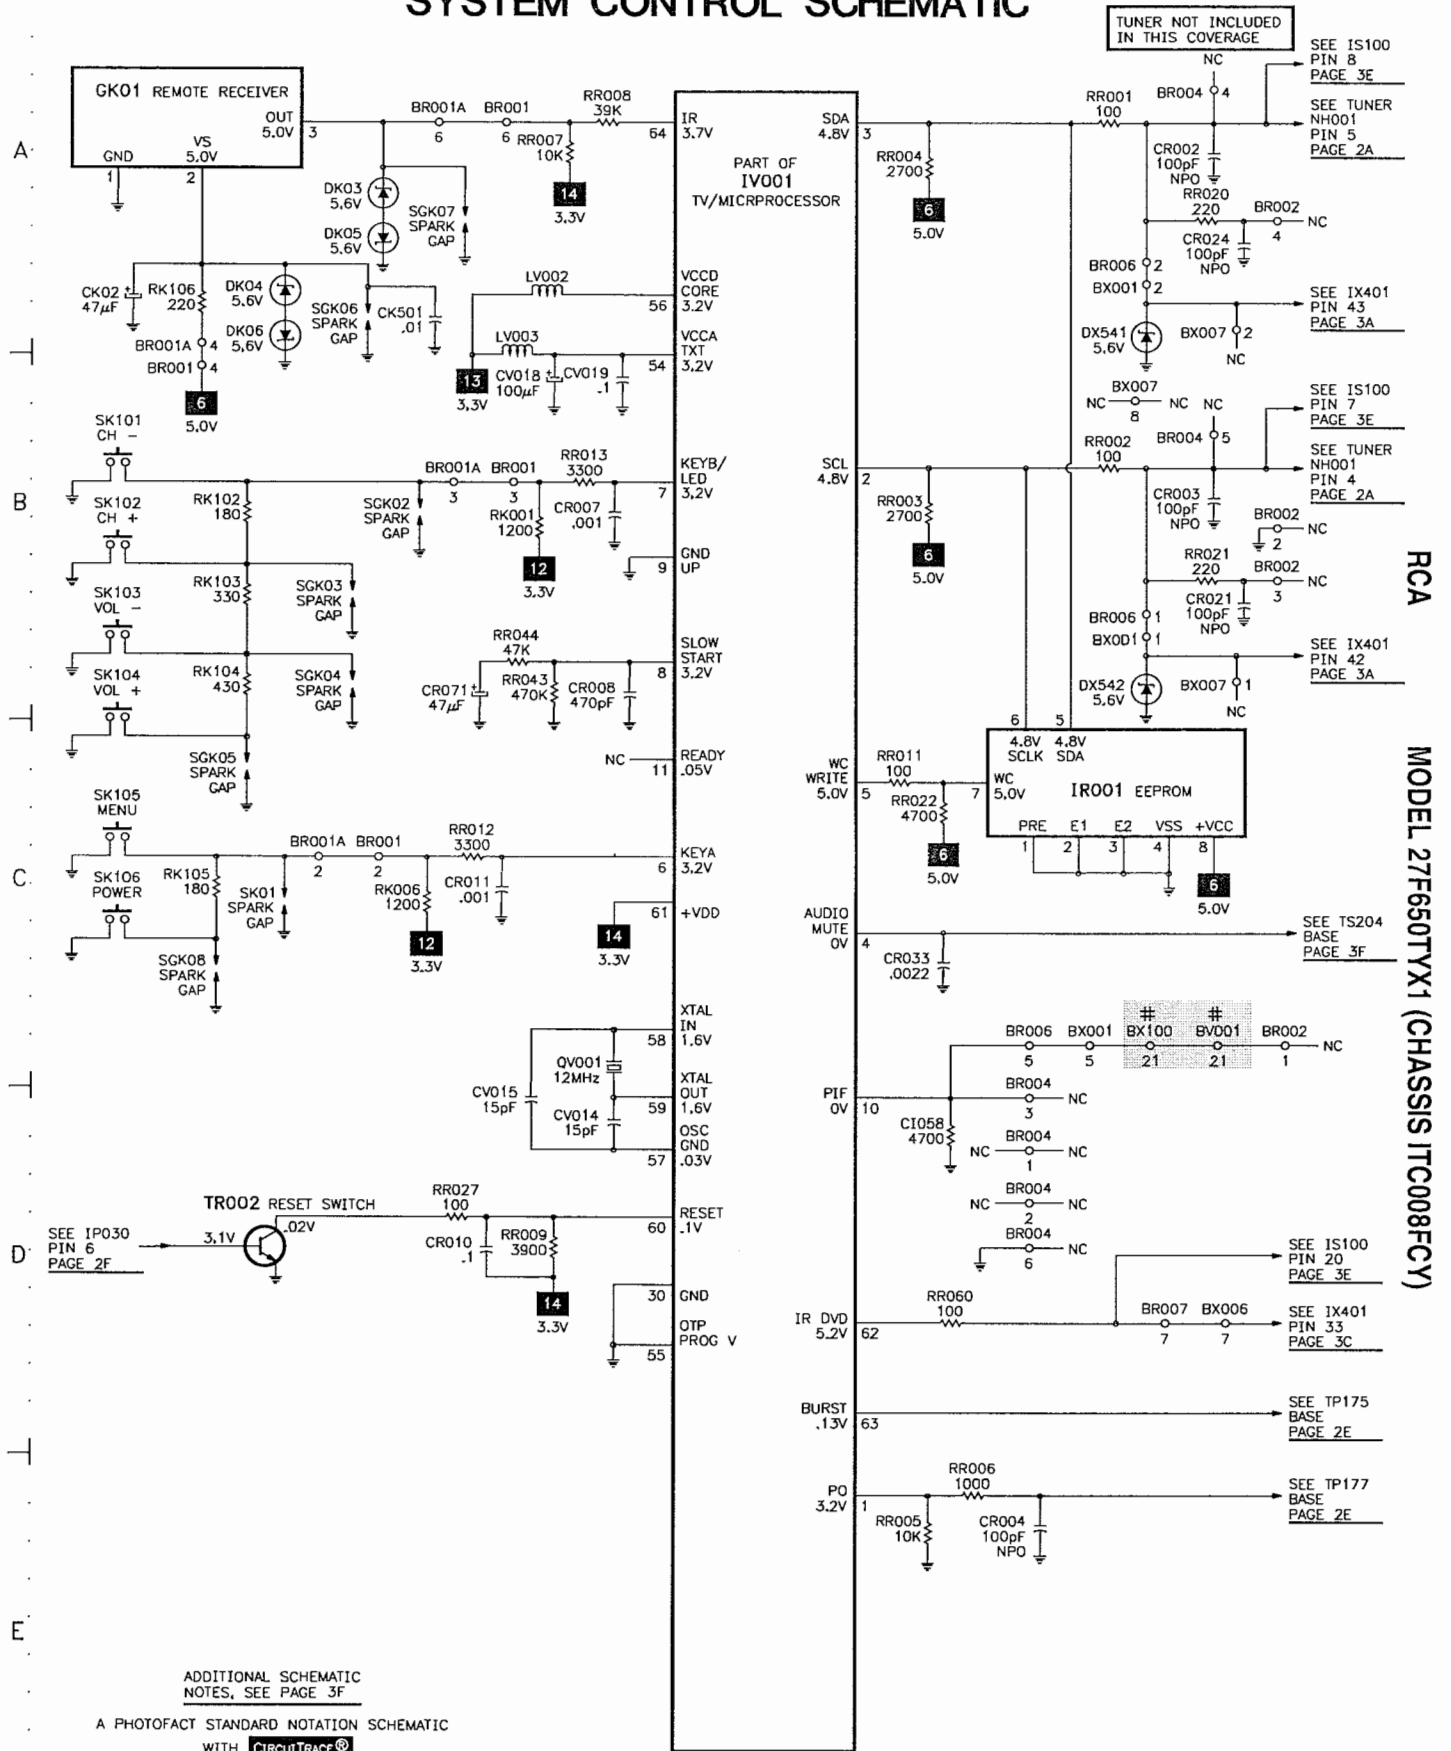 SYSTEM CONTROL SCHEMATIC
TUNER NOT INCLUDED
IN THIS COVERAGE
SEE IS100
PIN 8
PAGE 3E
NC
BR004 4
SEE TUNER
NH001
PIN 5
PAGE 2A
GK01 REMOTE RECEIVER
OUT
5.0V 3
VS
5.0V
2
GND
1
A
BR001A
6
BR001
6
RR008
39K
RR007
10K
14
3.3V
64
IR
3.7V
PART OF
IV001
TV/MICRPROCESSOR
SDA
4.8V 3
RR001
100
RR004
2700
6
5.0V
CR002
100pF
NPO
RR020
220
BR002
4
NC
CR024
100pF
NPO
BR006 2
BX001 2
SEE IX401
PIN 43
PAGE 3A
DX541
5.6V
BX007 2
NC
DK03
5.6V
DK05
5.6V
SGK07
SPARK
GAP
CK02
47µF
RK106
220
DK04
5.6V
DK06
5.6V
SGK06
SPARK
GAP
CK501
.01
BR001A 4
BR001 4
6
5.0V
LV002
56
VCCD
CORE
3.2V
LV003
54
VCCA
TXT
3.2V
13
3.3V
CV018
100µF
CV019
.1
BX007
NC 8 NC
NC
BR004 5
SEE IS100
PIN 7
PAGE 3E
SEE TUNER
NH001
PIN 4
PAGE 2A
B
SK101
CH −
SK102
CH +
SK103
VOL −
SK104
VOL +
RK102
180
RK103
330
RK104
430
SGK02
SPARK
GAP
SGK03
SPARK
GAP
SGK04
SPARK
GAP
SGK05
SPARK
GAP
BR001A
3
BR001
3
RR013
3300
RK001
1200
CR007
.001
12
3.3V
7
KEYB/
LED
3.2V
9
GND
UP
SCL
4.8V 2
RR002
100
RR003
2700
6
5.0V
CR003
100pF
NPO
BR002
2
NC
RR021
220
BR002
3
NC
CR021
100pF
NPO
BR006 1
BX0D1 1
SEE IX401
PIN 42
PAGE 3A
DX542
5.6V
BX007 1
NC
RCA
MODEL 27F650TYX1 (CHASSIS ITC008FCY)
RR044
47K
CR071
47µF
RR043
470K
CR008
470pF
8
SLOW
START
3.2V
NC
11
READY
.05V
WC
WRITE
5.0V 5
RR011
100
RR022
4700
6
5.0V
6
4.8V
SCLK
5
4.8V
SDA
7
WC
5.0V
IR001 EEPROM
PRE
1
E1
2
E2
3
VSS
4
+VCC
8
6
5.0V
C
SK105
MENU
SK106
POWER
RK105
180
SK01
SPARK
GAP
SGK08
SPARK
GAP
BR001A
2
BR001
2
RR012
3300
RK006
1200
CR011
.001
12
3.3V
6
KEYA
3.2V
61
+VDD
14
3.3V
AUDIO
MUTE
0V 4
CR033
.0022
SEE TS204
BASE
PAGE 3F
58
XTAL
IN
1.6V
QV001
12MHz
CV015
15pF
59
XTAL
OUT
1.6V
CV014
15pF
57
OSC
GND
.03V
PIF
0V 10
CI058
4700
BR006
5
BX001
5
#
BX100
21
#
BV001
21
BR002
1
NC
BR004
3
NC
BR004
NC 1 NC
BR004
NC 2 NC
BR004
6
NC
D
SEE IP030
PIN 6
PAGE 2F
TR002 RESET SWITCH
3.1V
.02V
RR027
100
CR010
.1
RR009
3900
14
3.3V
60
RESET
.1V
30 GND
OTP
PROG V
55
IR DVD
5.2V 62
RR060
100
SEE IS100
PIN 20
PAGE 3E
BR007
7
BX006
7
SEE IX401
PIN 33
PAGE 3C
BURST
.13V 63
SEE TP175
BASE
PAGE 2E
PO
3.2V 1
RR005
10K
RR006
1000
CR004
100pF
NPO
SEE TP177
BASE
PAGE 2E
E
ADDITIONAL SCHEMATIC
NOTES, SEE PAGE 3F
A PHOTOFACT STANDARD NOTATION SCHEMATIC
WITH CIRCUITRACE®